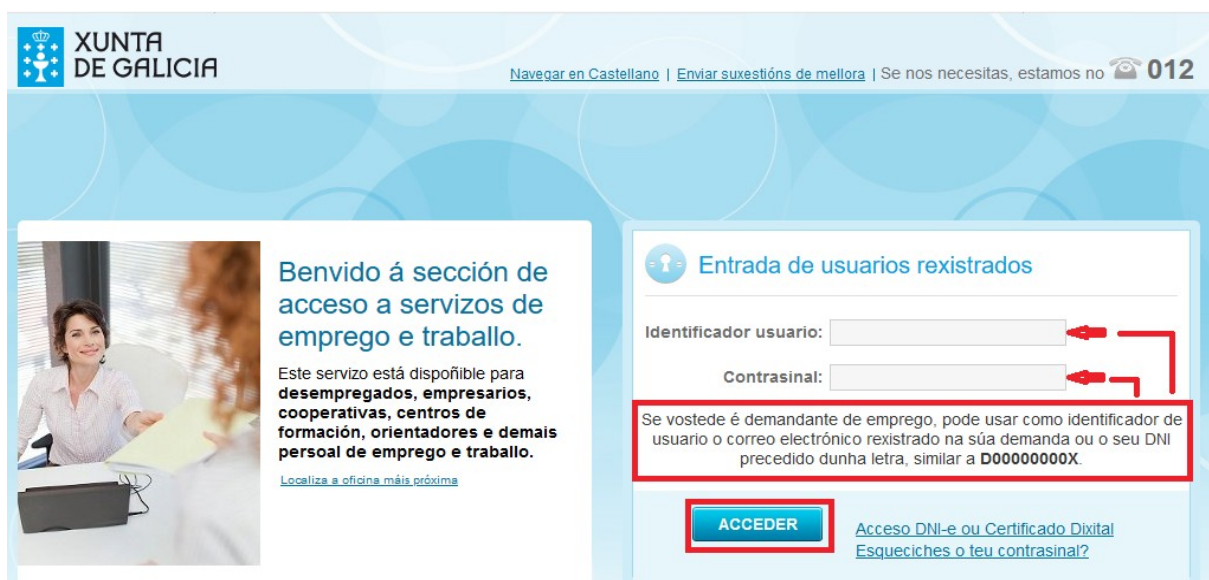 XUNTA
DE GALICIA
Navegar en Castellano | Enviar suxestións de mellora | Se nos necesitas, estamos no 012
Benvido á sección de
acceso a servizos de
emprego e traballo.
Este servizo está dispoñible para
desempregados, empresarios,
cooperativas, centros de
formación, orientadores e demais
persoal de emprego e traballo.
Localiza a oficina máis próxima
Entrada de usuarios rexistrados
Identificador usuario:
Contrasinal:
Se vostede é demandante de emprego, pode usar como identificador de
usuario o correo electrónico rexistrado na súa demanda ou o seu DNI
precedido dunha letra, similar a D00000000X.
ACCEDER
Acceso DNI-e ou Certificado Dixital
Esqueciches o teu contrasinal?